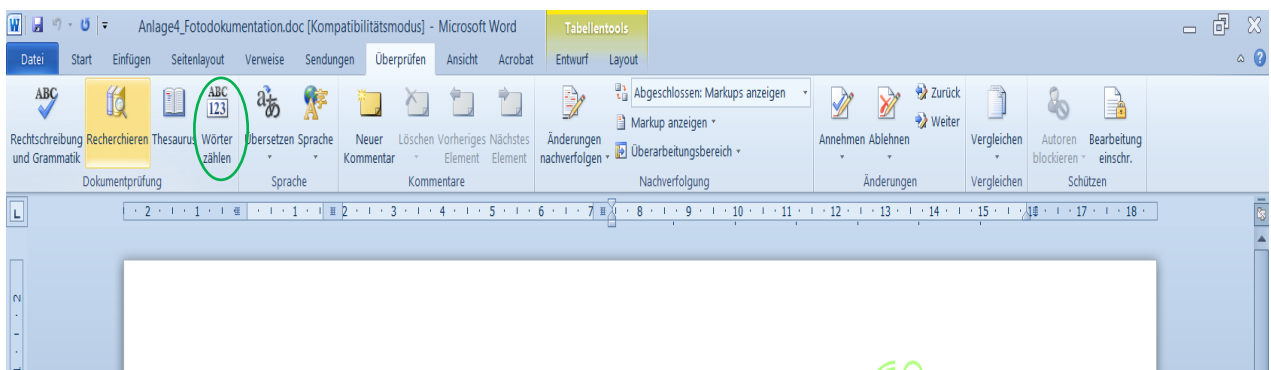 Anlage4_Fotodokumentation.doc [Kompatibilitätsmodus] - Microsoft Word
Tabellentools
Datei Start Einfügen Seitenlayout Verweise Sendungen Überprüfen Ansicht Acrobat Entwurf Layout
ABC
Rechtschreibung und Grammatik
Recherchieren
Thesaurus
ABC
123
Wörter zählen
Dokumentprüfung
Übersetzen
Sprache
Sprache
Neuer Kommentar
Löschen
Vorheriges Element
Nächstes Element
Kommentare
Änderungen nachverfolgen
Abgeschlossen: Markups anzeigen
Markup anzeigen
Überarbeitungsbereich
Nachverfolgung
Annehmen
Ablehnen
Zurück
Weiter
Änderungen
Vergleichen
Vergleichen
Autoren blockieren
Bearbeitung einschr.
Schützen
L
2 1 1 2 3 4 5 6 7 8 9 10 11 12 13 14 15 16 17 18
2
1